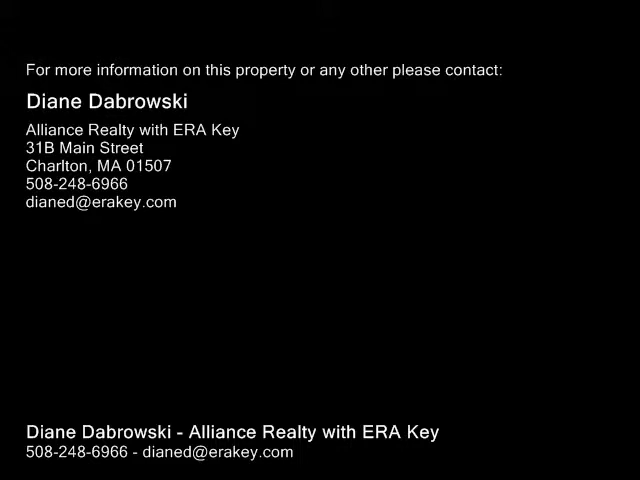 For more information on this property or any other please contact:
Diane Dabrowski
Alliance Realty with ERA Key
31B Main Street
Charlton, MA 01507
508-248-6966
dianed@erakey.com
Diane Dabrowski - Alliance Realty with ERA Key
508-248-6966 - dianed@erakey.com